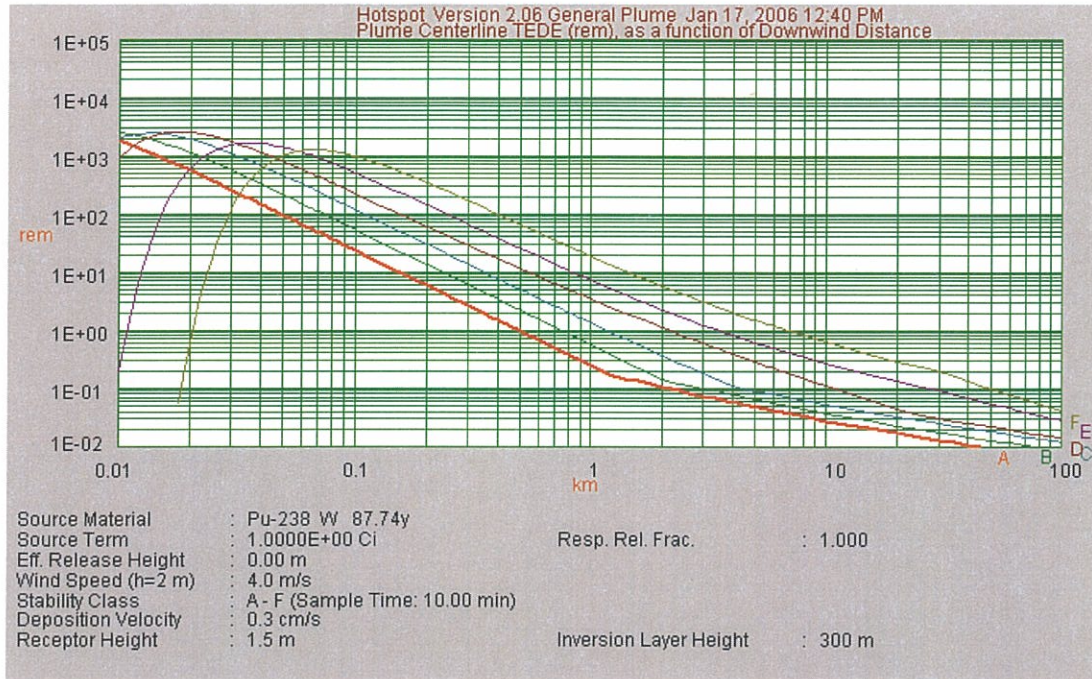 Hotspot Version 2.06 General Plume Jan 17, 2006 12:40 PM
Plume Centerline TEDE (rem), as a function of Downwind Distance
1E+05
1E+04
1E+03
1E+02
rem
1E+01
1E+00
1E-01
1E-02
F E
A B D C
0.01 0.1 1 10 100
km
Source Material : Pu-238 W 87.74y
Source Term : 1.0000E+00 Ci Resp. Rel. Frac. : 1.000
Eff. Release Height : 0.00 m
Wind Speed (h=2 m) : 4.0 m/s
Stability Class : A - F (Sample Time: 10.00 min)
Deposition Velocity : 0.3 cm/s
Receptor Height : 1.5 m Inversion Layer Height : 300 m